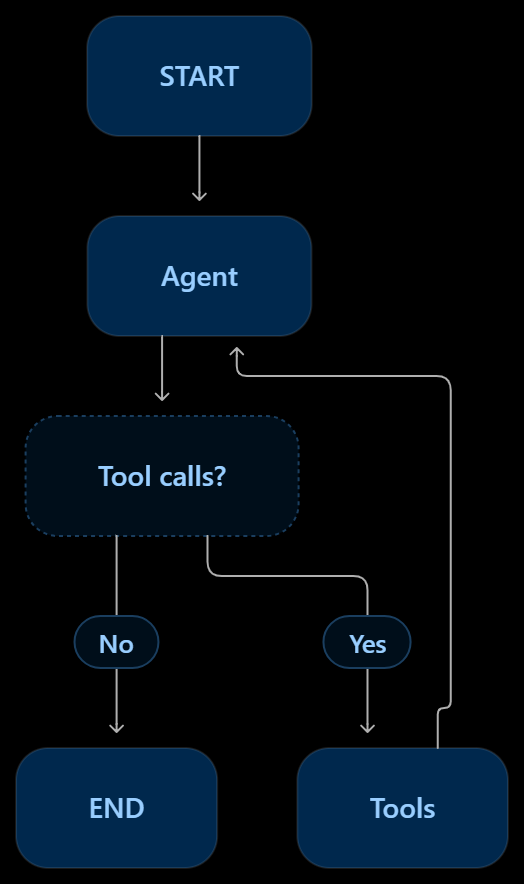 START
Agent
Tool calls?
No
Yes
END
Tools